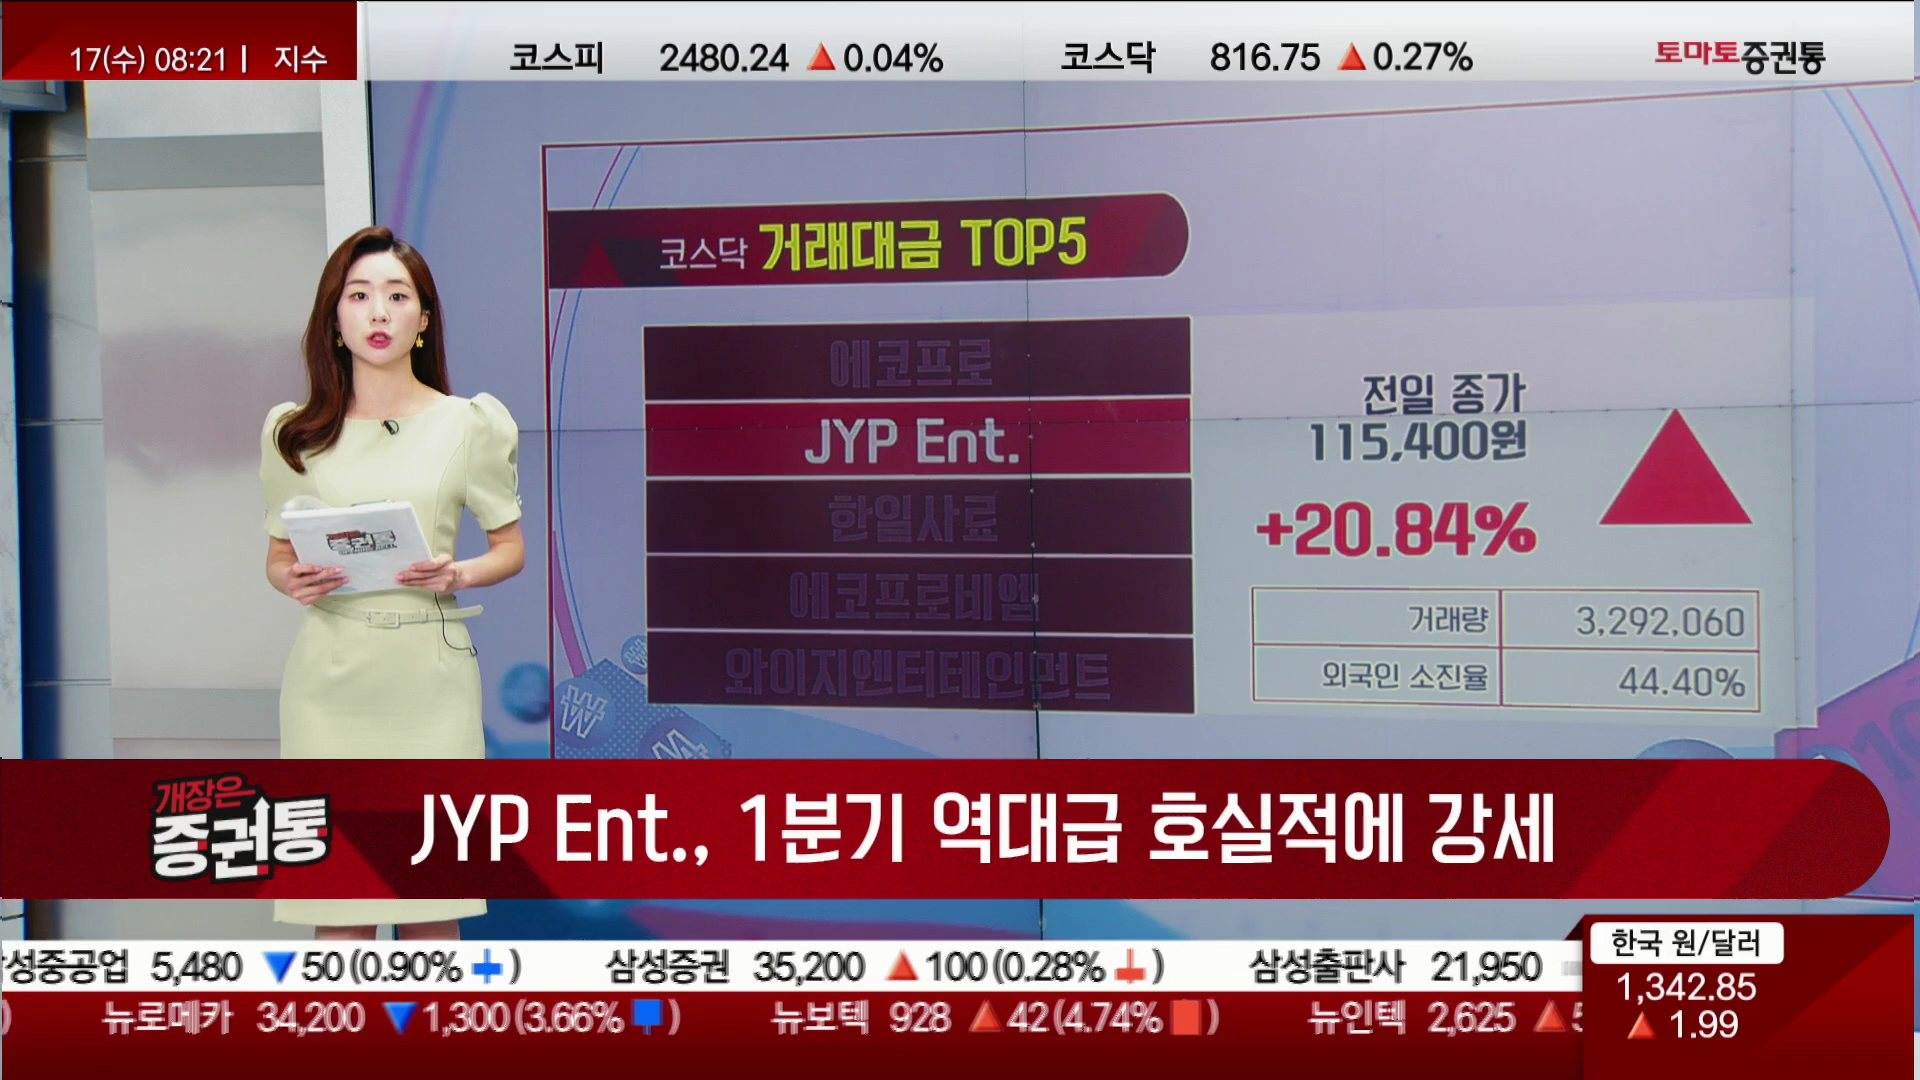 17(수) 08:21 | 지수
코스피 2480.24 ▲0.04% 코스닥 816.75 ▲0.27%
토마토증권통
코스닥 거래대금 TOP5
에코프로
JYP Ent.
한일사료
에코프로비엠
와이지엔터테인먼트
전일 종가
115,400원
+20.84%
거래량 3,292,060
외국인 소진율 44.40%
개장은
증권통
JYP Ent., 1분기 역대급 호실적에 강세
성중공업 5,480 ▼50(0.90%) 삼성증권 35,200 ▲100(0.28%) 삼성출판사 21,950
) 뉴로메카 34,200 ▼1,300(3.66%) 뉴보텍 928 ▲42(4.74%) 뉴인텍 2,625 ▲
한국 원/달러
1,342.85
▲ 1.99